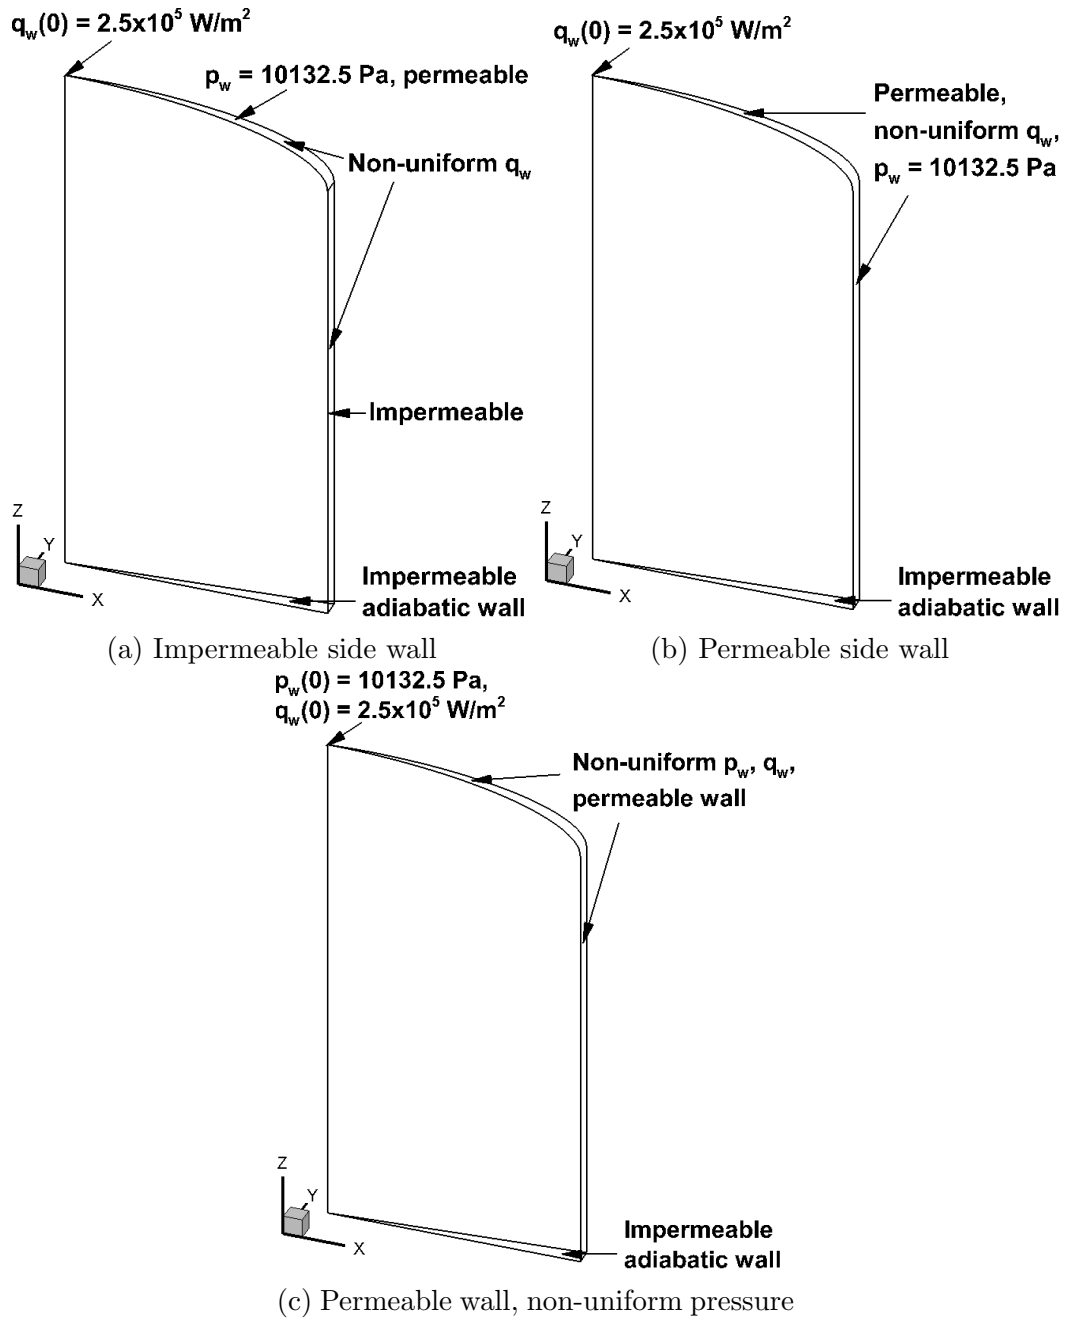 q_w(0) = 2.5x10^5 W/m^2
p_w = 10132.5 Pa, permeable
Non-uniform q_w
Impermeable
Z
Y
X
Impermeable
adiabatic wall
(a) Impermeable side wall
q_w(0) = 2.5x10^5 W/m^2
Permeable,
non-uniform q_w,
p_w = 10132.5 Pa
Z
Y
X
Impermeable
adiabatic wall
(b) Permeable side wall
p_w(0) = 10132.5 Pa,
q_w(0) = 2.5x10^5 W/m^2
Non-uniform p_w, q_w,
permeable wall
Z
Y
X
Impermeable
adiabatic wall
(c) Permeable wall, non-uniform pressure